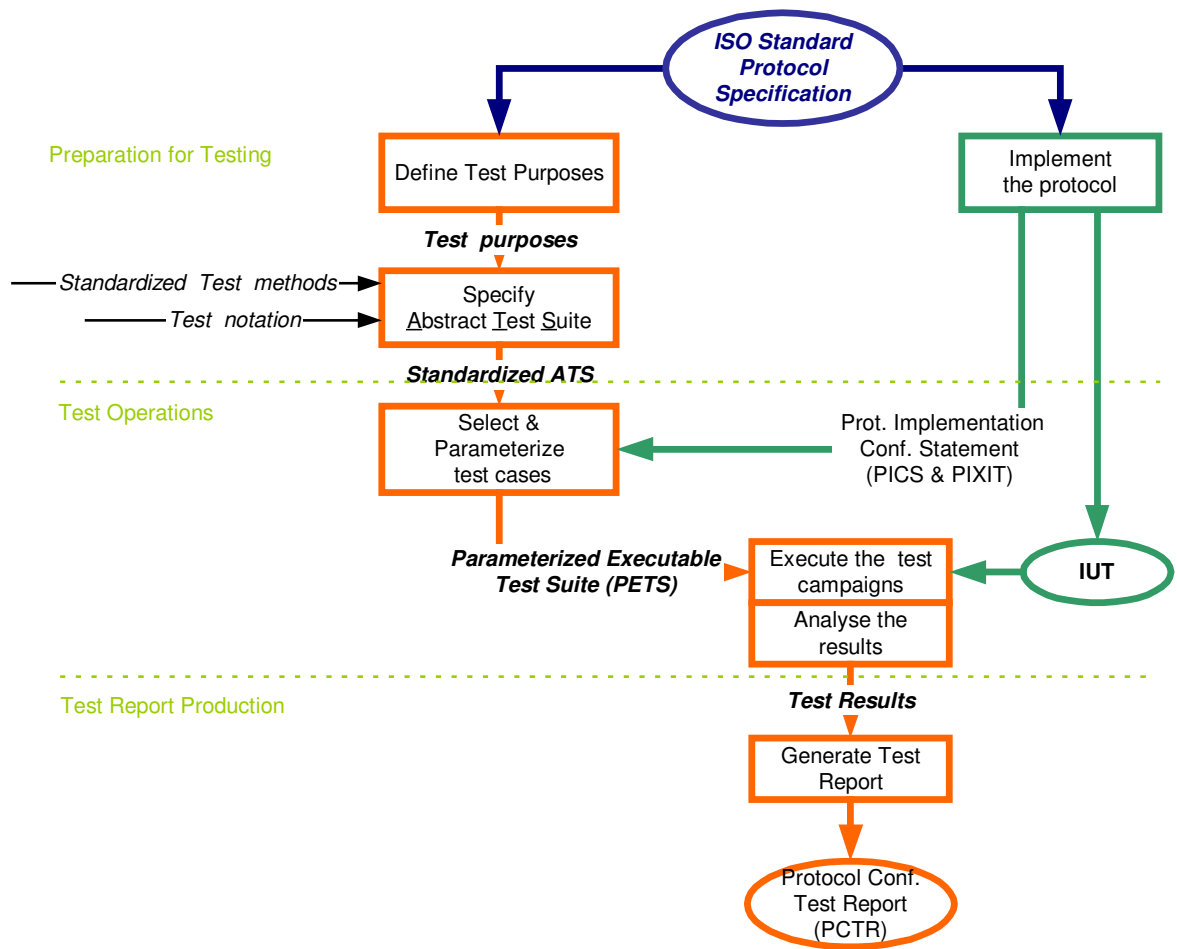 ISO Standard
Protocol
Specification
Preparation for Testing
Define Test Purposes
Implement
the protocol
Test purposes
Standardized Test methods
Test notation
Specify
Abstract Test Suite
Standardized ATS
Test Operations
Select &
Parameterize
test cases
Prot. Implementation
Conf. Statement
(PICS & PIXIT)
Parameterized Executable
Test Suite (PETS)
Execute the test
campaigns
IUT
Analyse the
results
Test Report Production
Test Results
Generate Test
Report
Protocol Conf.
Test Report
(PCTR)